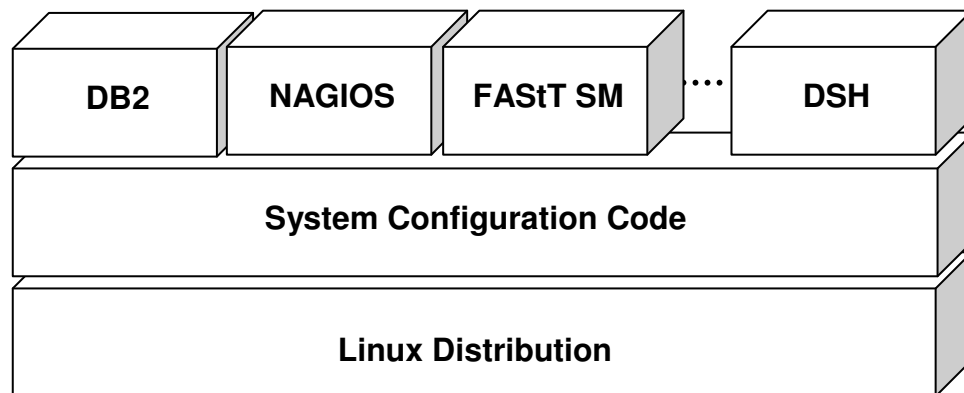 DB2 NAGIOS FAStT SM .... DSH
System Configuration Code
Linux Distribution